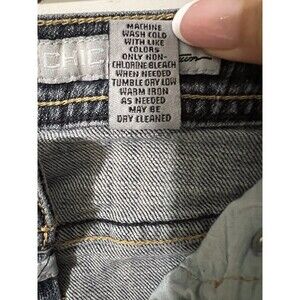 CHIC
MACHINE
WASH COLD
WITH LIKE
COLORS
ONLY NON-
CHLORINE BLEACH
WHEN NEEDED
TUMBLE DRY LOW
WARM IRON
AS NEEDED
MAY BE
DRY CLEANED